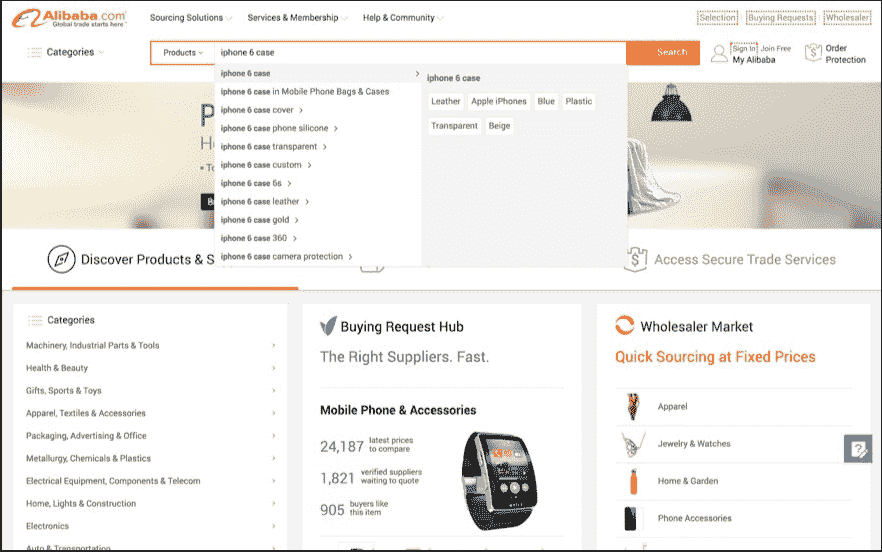 Alibaba.com
Global trade starts here.
Sourcing Solutions
Services & Membership
Help & Community
Selection
Buying Requests
Wholesaler
Categories
Products
iphone 6 case
Search
Sign In Join Free
My Alibaba
Order
Protection
iphone 6 case
iphone 6 case in Mobile Phone Bags & Cases
iphone 6 case cover
iphone 6 case phone silicone
iphone 6 case transparent
iphone 6 case custom
iphone 6 case 6s
iphone 6 case leather
iphone 6 case gold
iphone 6 case 360
iphone 6 case camera protection
iphone 6 case
Leather
Apple iPhones
Blue
Plastic
Transparent
Beige
Discover Products & S
Access Secure Trade Services
Categories
Machinery, Industrial Parts & Tools
Health & Beauty
Gifts, Sports & Toys
Apparel, Textiles & Accessories
Packaging, Advertising & Office
Metallurgy, Chemicals & Plastics
Electrical Equipment, Components & Telecom
Home, Lights & Construction
Electronics
Auto & Transportation
Buying Request Hub
The Right Suppliers. Fast.
Mobile Phone & Accessories
24,187 latest prices to compare
1,821 verified suppliers waiting to quote
905 buyers like this item
Wholesaler Market
Quick Sourcing at Fixed Prices
Apparel
Jewelry & Watches
Home & Garden
Phone Accessories